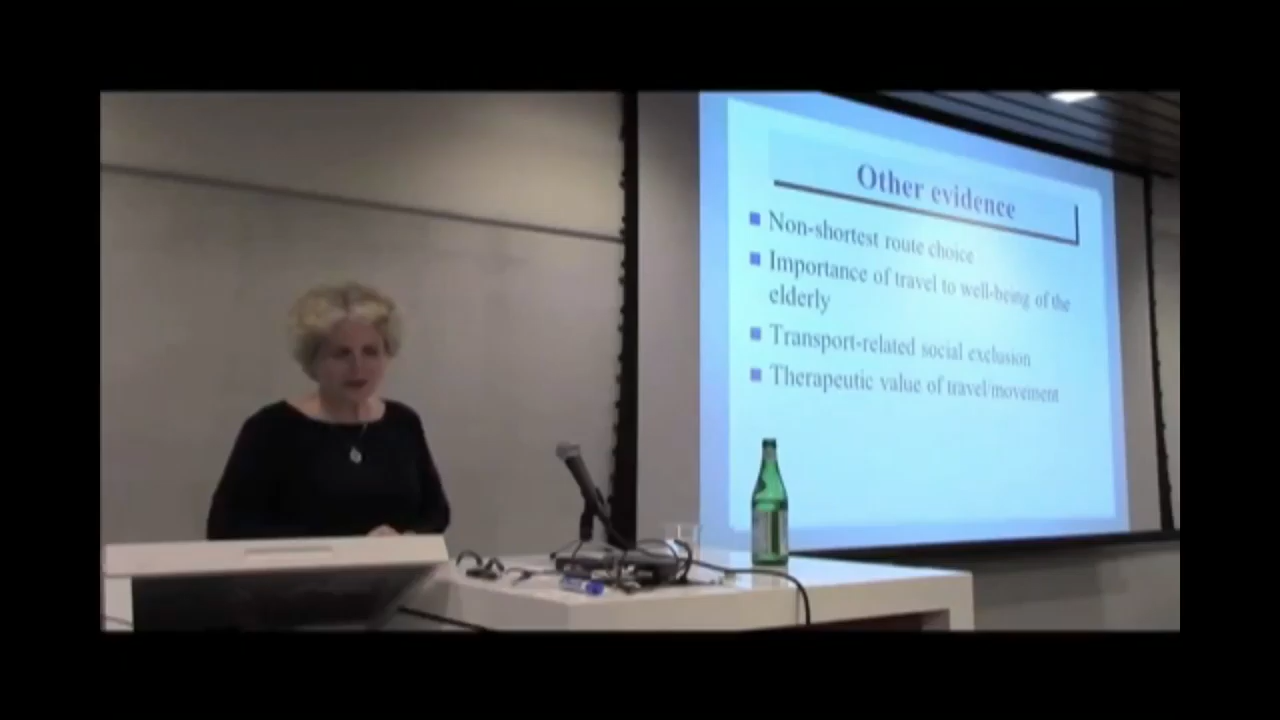 Other evidence
Non-shortest route choice
Importance of travel to well-being of the
elderly
Transport-related social exclusion
Therapeutic value of travel/movement